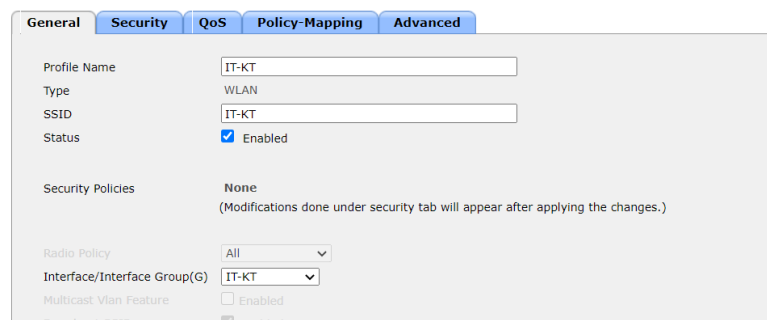 General Security QoS Policy-Mapping Advanced
Profile Name IT-KT
Type WLAN
SSID IT-KT
Status Enabled
Security Policies None
(Modifications done under security tab will appear after applying the changes.)
Radio Policy All
Interface/Interface Group(G) IT-KT
Multicast Vlan Feature Enabled